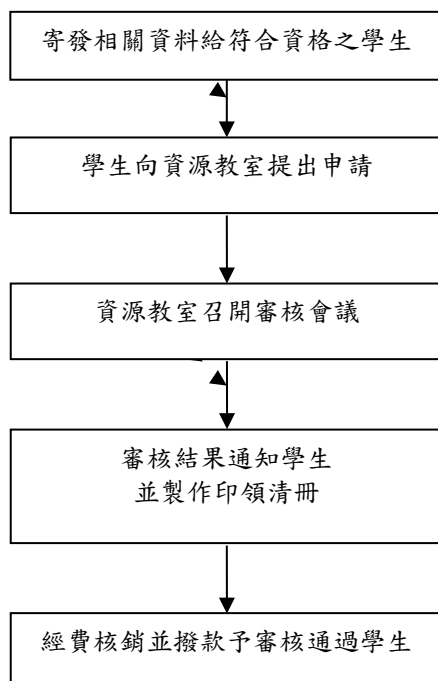 寄發相關資料給符合資格之學生
學生向資源教室提出申請
資源教室召開審核會議
審核結果通知學生
並製作印領清冊
經費核銷並撥款予審核通過學生